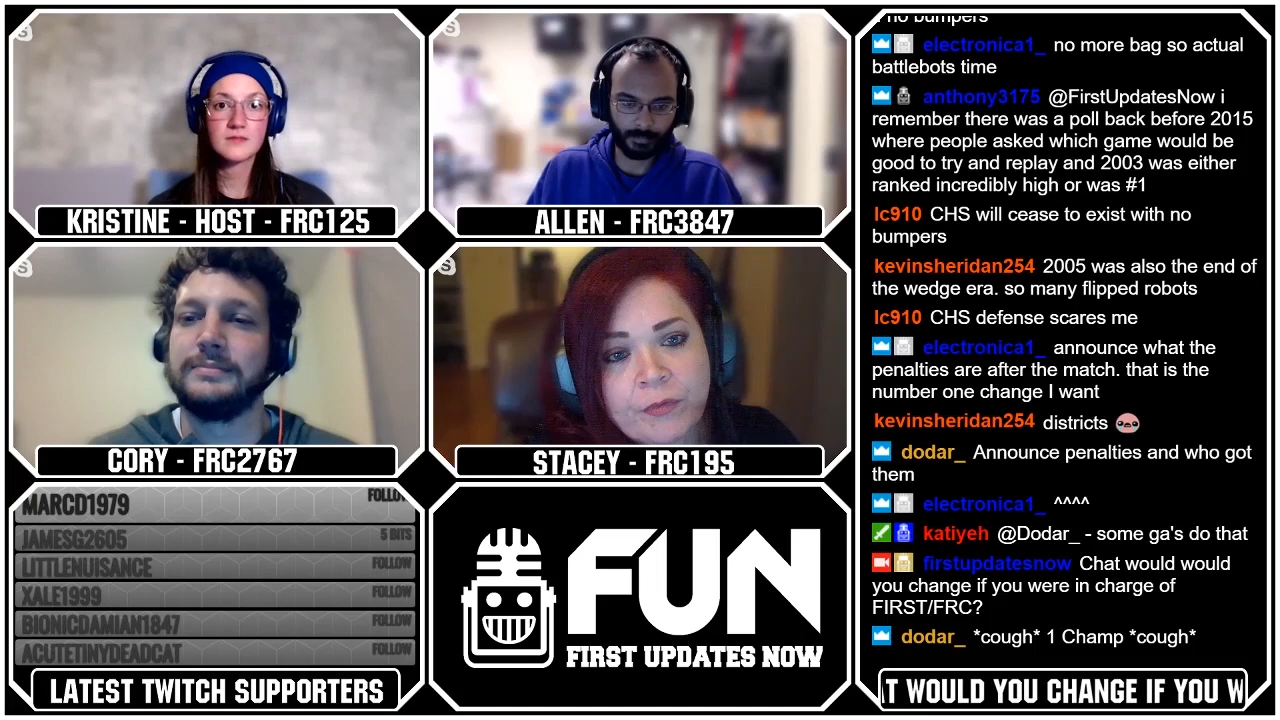 KRISTINE - HOST - FRC125
ALLEN - FRC3847
CORY - FRC2767
STACEY - FRC195
MARCD1979 FOLLOW
JAMESG2605 5 BITS
LITTLENUISANCE FOLLOW
XALE1999 FOLLOW
BIONICDAMIAN1847 FOLLOW
ACUTETINYDEADCAT FOLLOW
LATEST TWITCH SUPPORTERS
FUN
FIRST UPDATES NOW
no bumpers
electronica1_ no more bag so actual
battlebots time
anthony3175 @FirstUpdatesNow i
remember there was a poll back before 2015
where people asked which game would be
good to try and replay and 2003 was either
ranked incredibly high or was #1
lc910 CHS will cease to exist with no
bumpers
kevinsheridan254 2005 was also the end of
the wedge era. so many flipped robots
lc910 CHS defense scares me
electronica1_ announce what the
penalties are after the match. that is the
number one change I want
kevinsheridan254 districts
dodar_ Announce penalties and who got
them
electronica1_ ^^^^
katiyeh @Dodar_ - some ga's do that
firstupdatesnow Chat would would
you change if you were in charge of
FIRST/FRC?
dodar_ *cough* 1 Champ *cough*
T WOULD YOU CHANGE IF YOU W